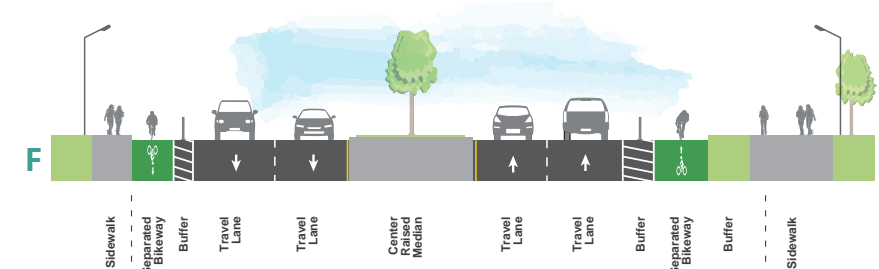 F
Sidewalk
Separated
Bikeway
Buffer
Travel
Lane
Travel
Lane
Center
Raised
Median
Travel
Lane
Travel
Lane
Buffer
Separated
Bikeway
Buffer
Sidewalk